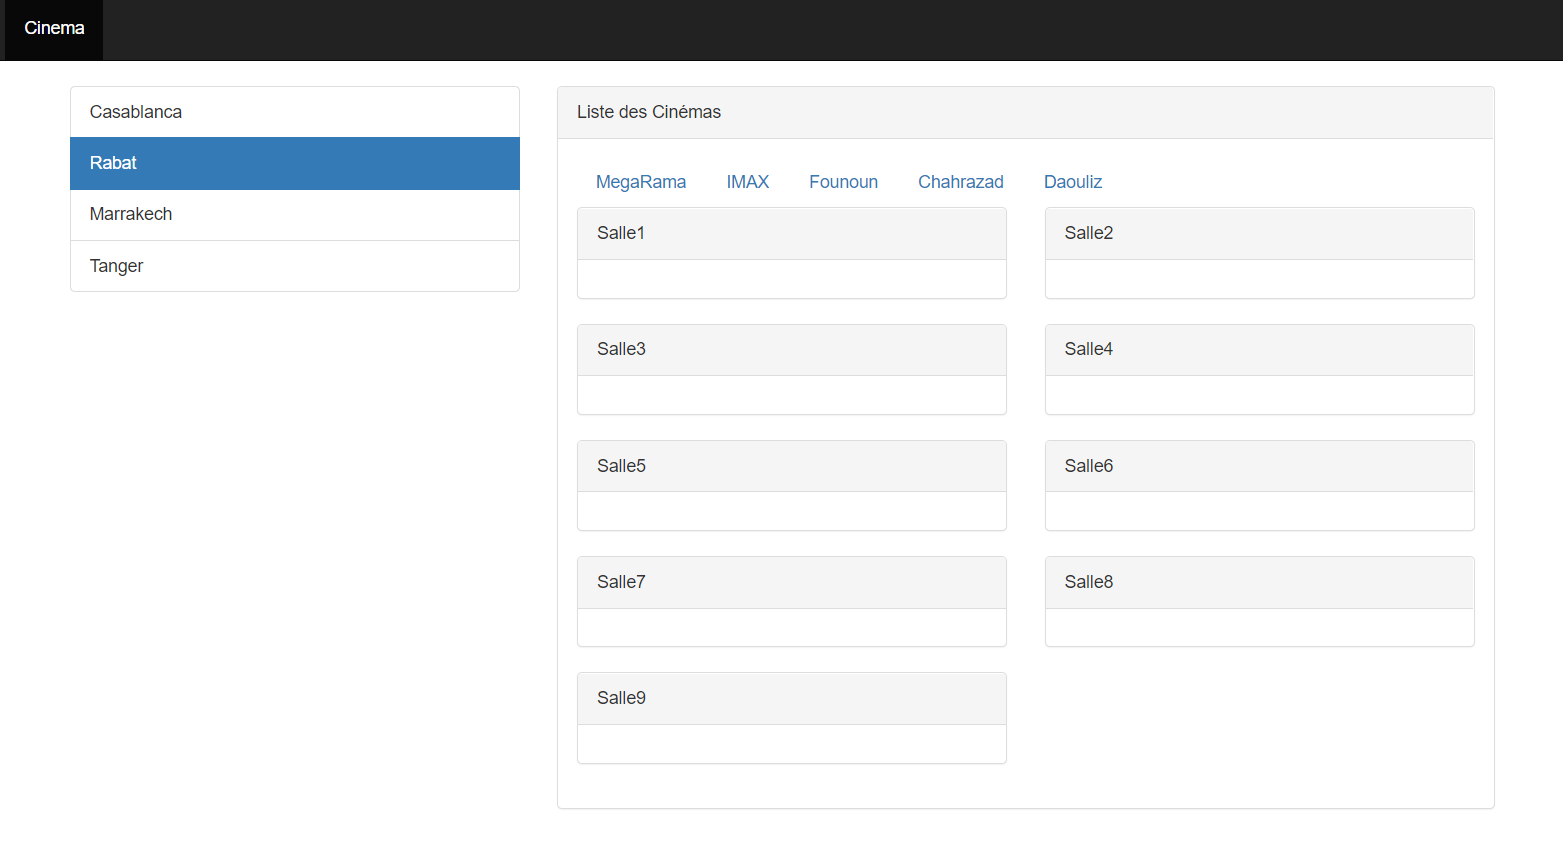 Cinema
Casablanca
Rabat
Marrakech
Tanger
Liste des Cinémas
MegaRama IMAX Founoun Chahrazad Daouliz
Salle1 Salle2
Salle3 Salle4
Salle5 Salle6
Salle7 Salle8
Salle9